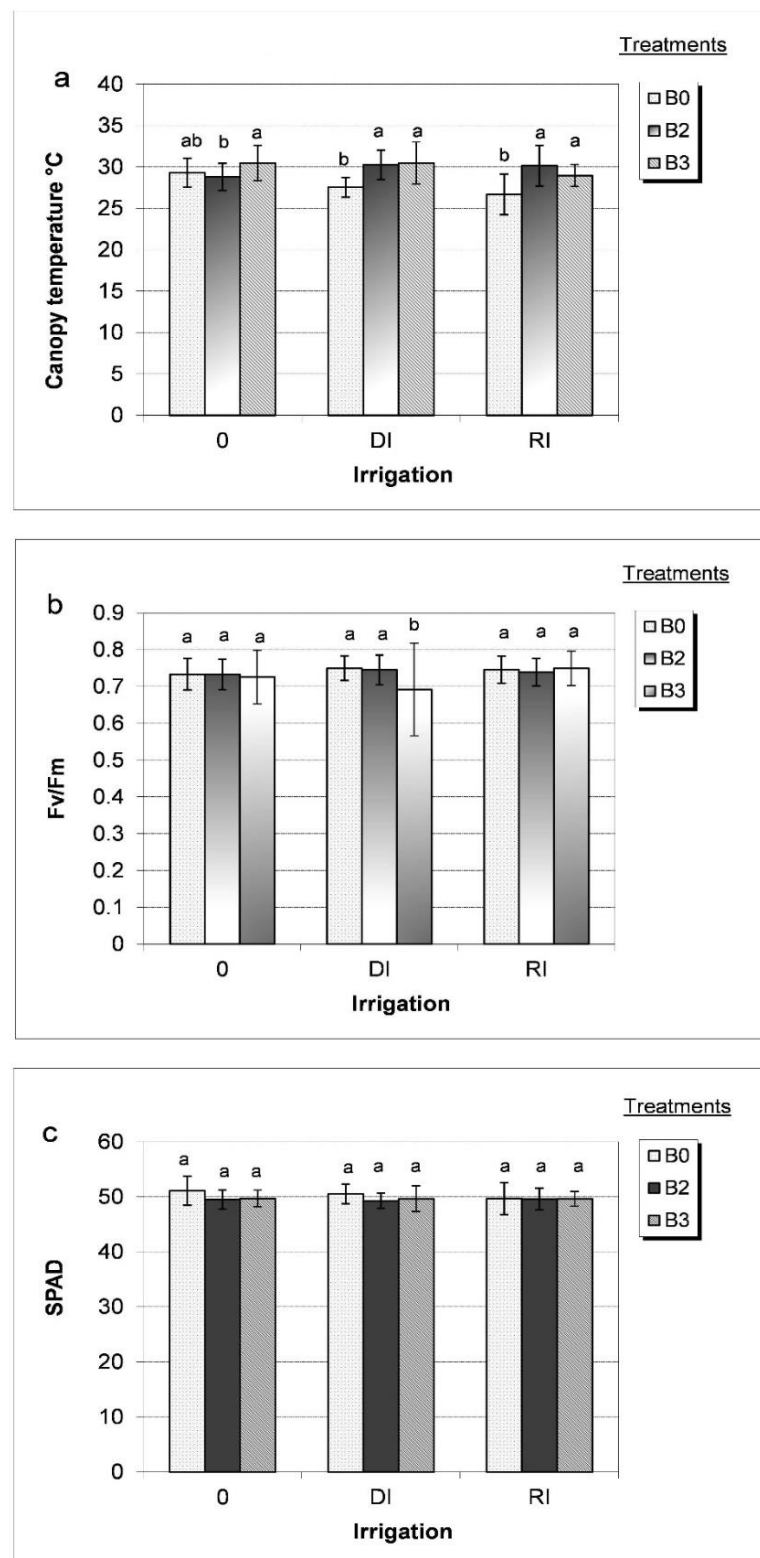 Treatments
a
B0
B2
B3
40
35
30
25
20
15
10
5
0
Canopy temperature °C
ab b a
b a a
b a a
0 DI RI
Irrigation
Treatments
b
B0
B2
B3
0.9
0.8
0.7
0.6
0.5
0.4
0.3
0.2
0.1
0
Fv/Fm
a a a
a a b
a a a
0 DI RI
Irrigation
Treatments
c
B0
B2
B3
60
50
40
30
20
10
0
SPAD
a a a
a a a
a a a
0 DI RI
Irrigation